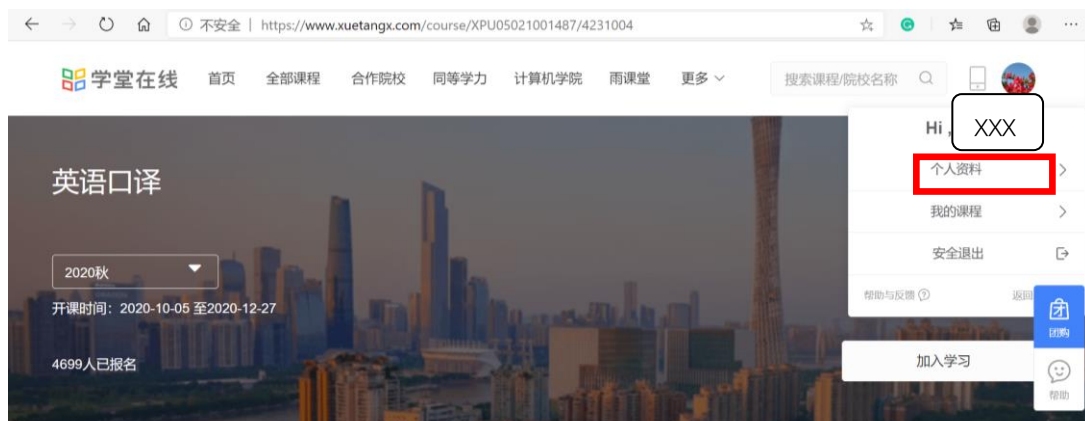 不安全 | https://www.xuetangx.com/course/XPU05021001487/4231004
学堂在线 首页 全部课程 合作院校 同等学力 计算机学院 雨课堂 更多 搜索课程/院校名称
Hi , XXX
个人资料
英语口译
我的课程
安全退出
2020秋
帮助与反馈 返回
开课时间：2020-10-05 至2020-12-27
团购
4699人已报名
加入学习
帮助